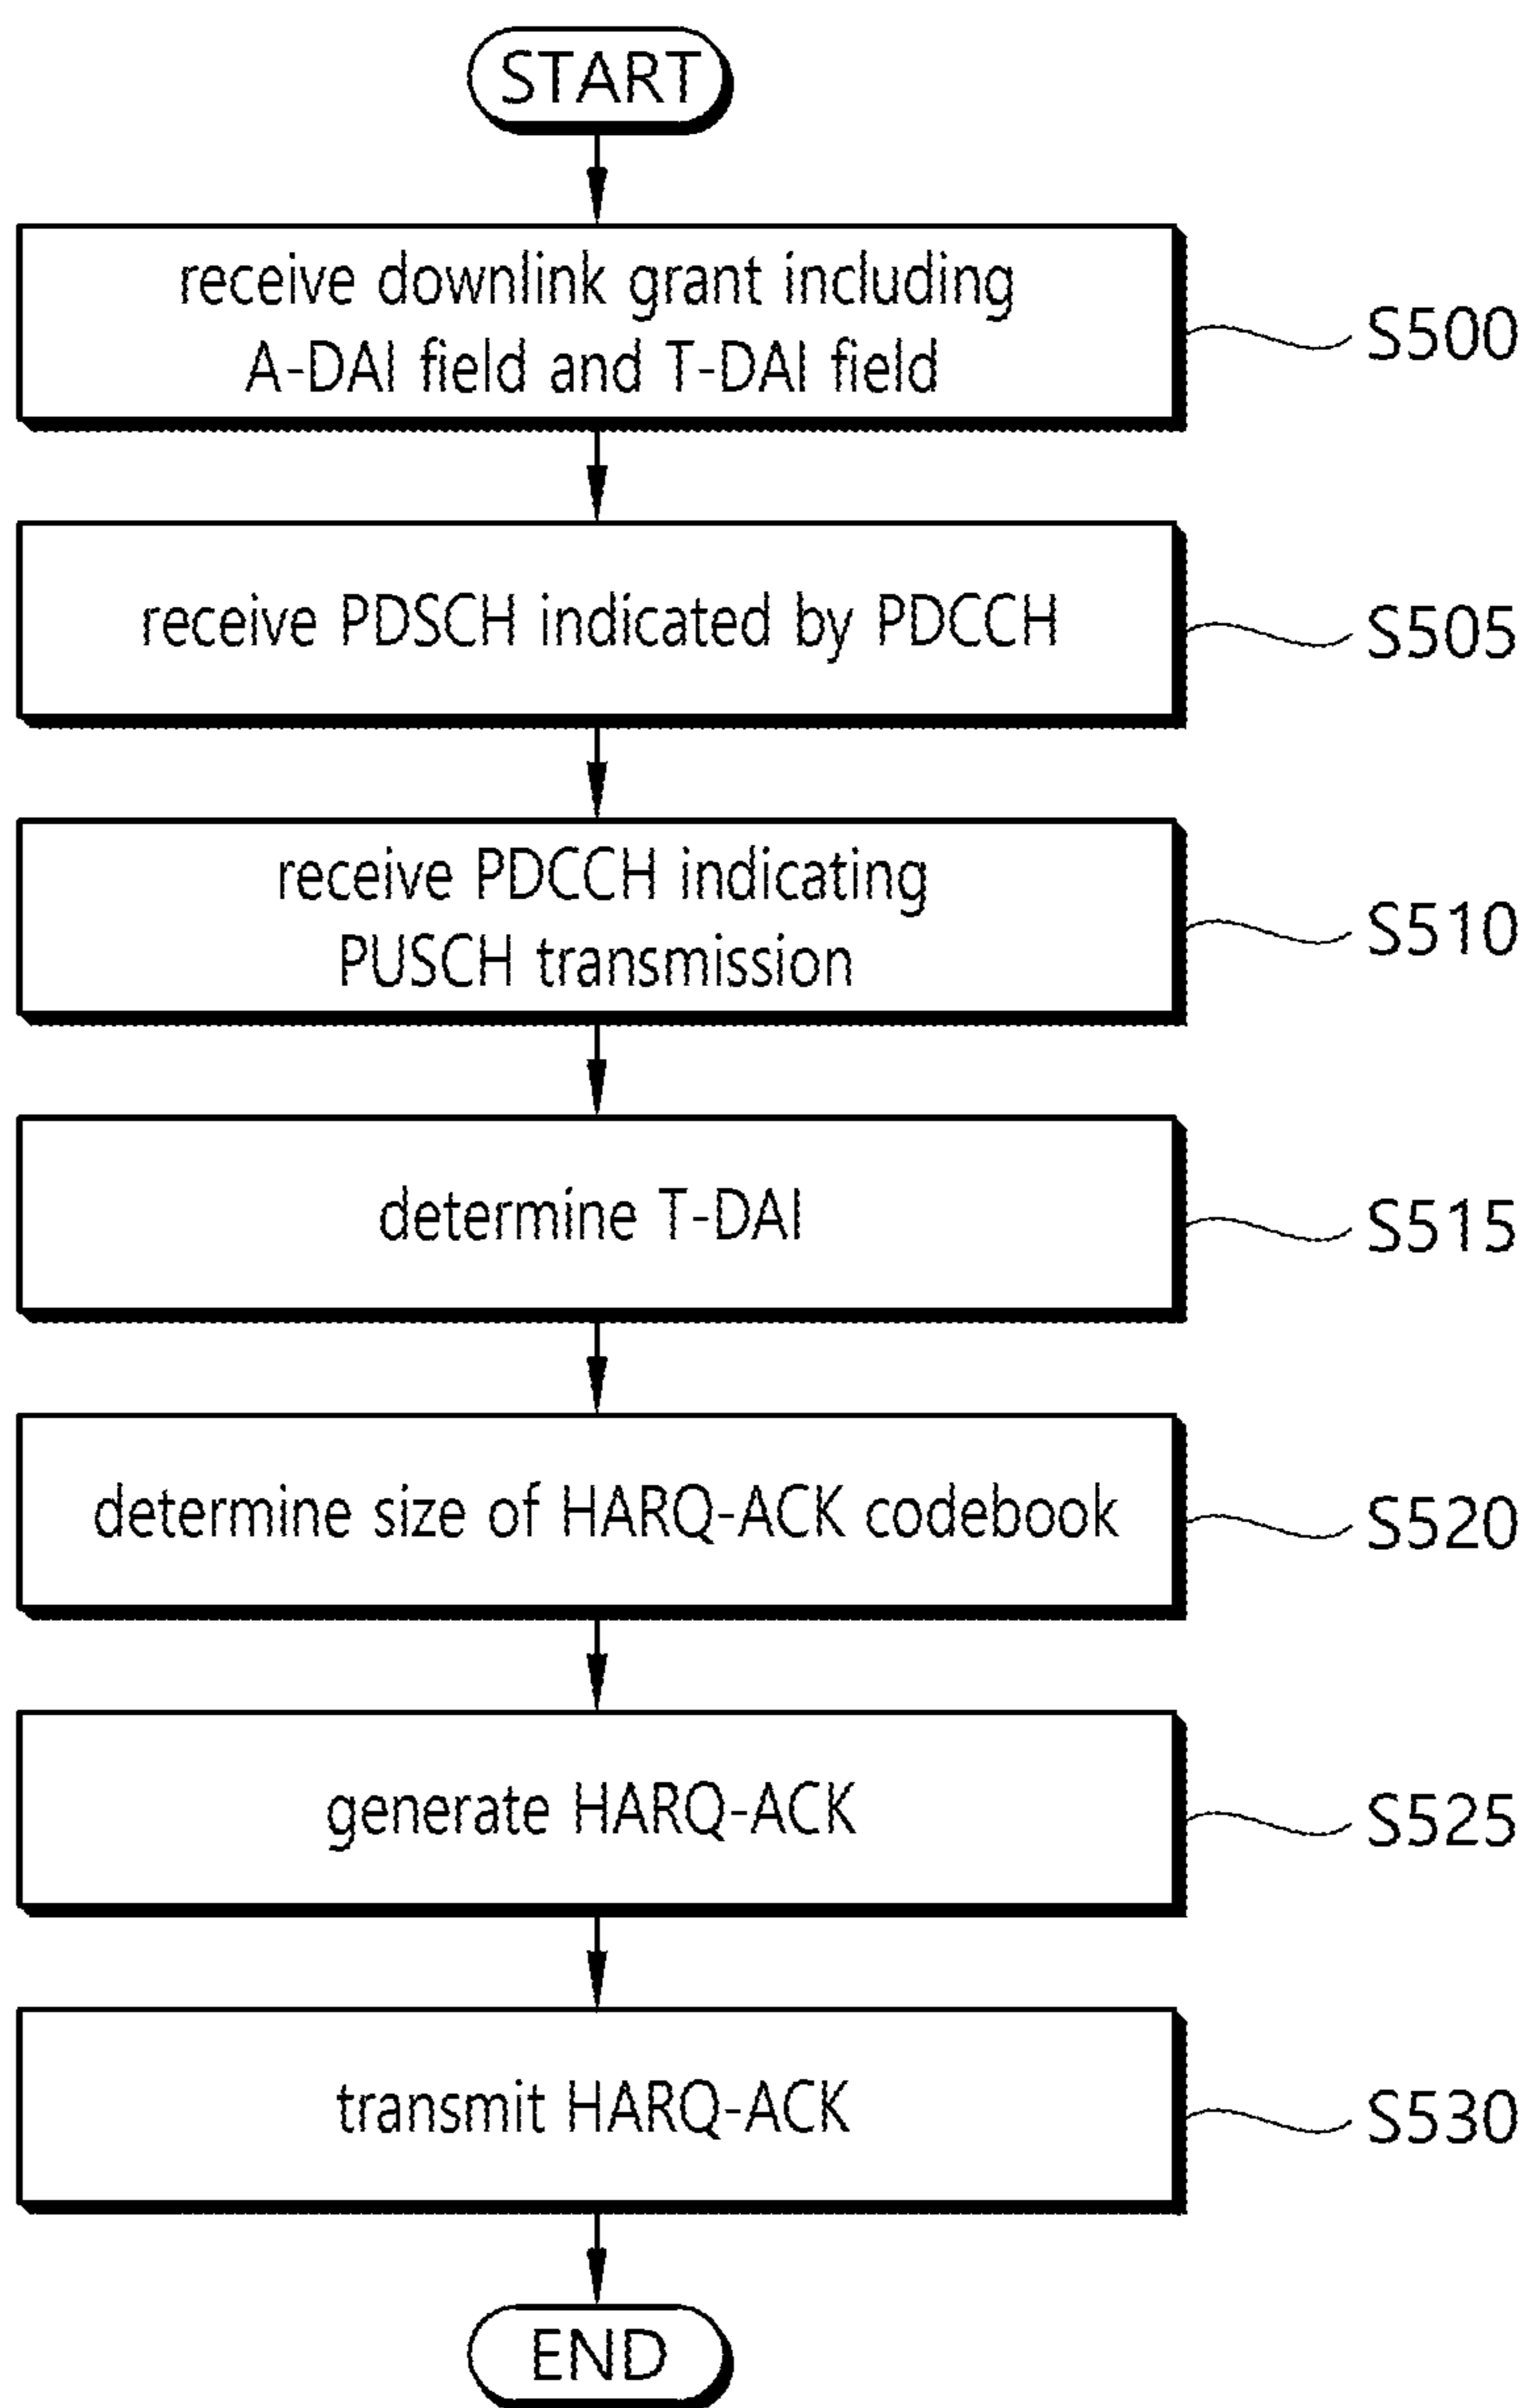 START
receive downlink grant including
A-DAI field and T-DAI field
S500
receive PDSCH indicated by PDCCH
S505
receive PDCCH indicating
PUSCH transmission
S510
determine T-DAI
S515
determine size of HARQ-ACK codebook
S520
generate HARQ-ACK
S525
transmit HARQ-ACK
S530
END